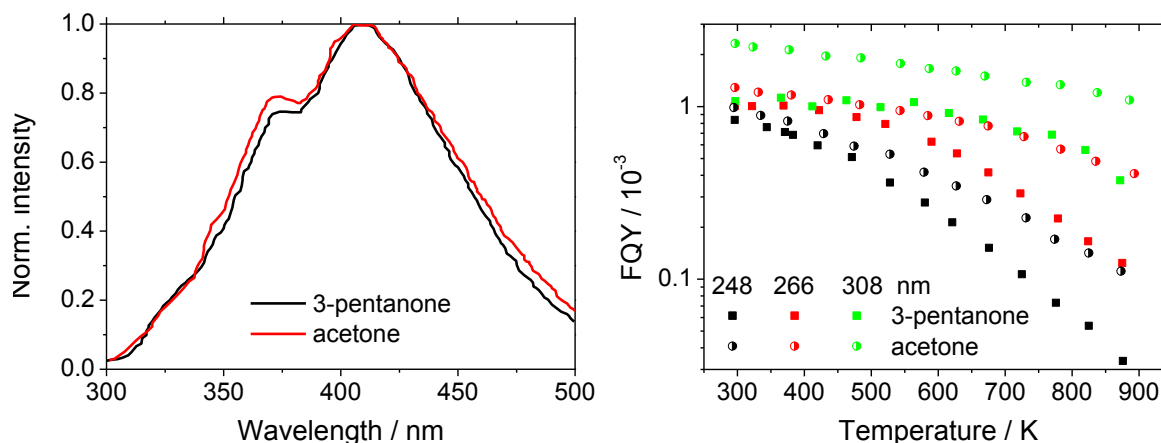 1.0
0.8
0.6
0.4
0.2
0.0
Norm. intensity
3-pentanone
acetone
300 350 400 450 500
Wavelength / nm
1
0.1
FQY / 10⁻³
248 266 308 nm
3-pentanone
acetone
300 400 500 600 700 800 900
Temperature / K